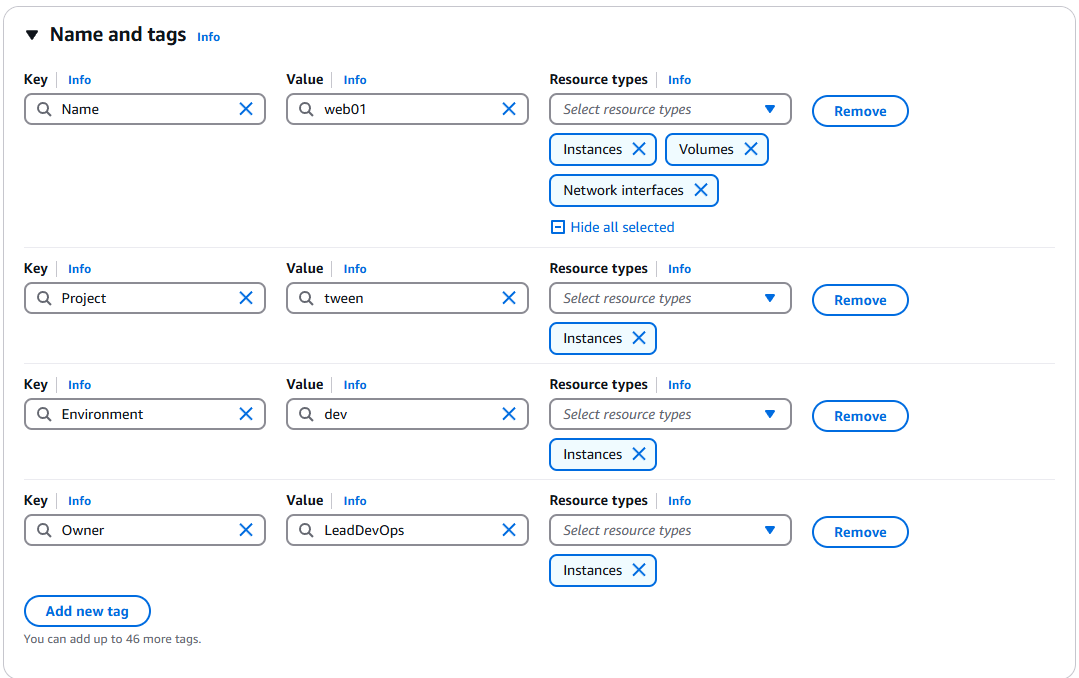 Name and tags Info
Key Info Value Info Resource types Info
Name web01 Select resource types Remove
Instances Volumes
Network interfaces
Hide all selected
Key Info Value Info Resource types Info
Project tween Select resource types Remove
Instances
Key Info Value Info Resource types Info
Environment dev Select resource types Remove
Instances
Key Info Value Info Resource types Info
Owner LeadDevOps Select resource types Remove
Instances
Add new tag
You can add up to 46 more tags.